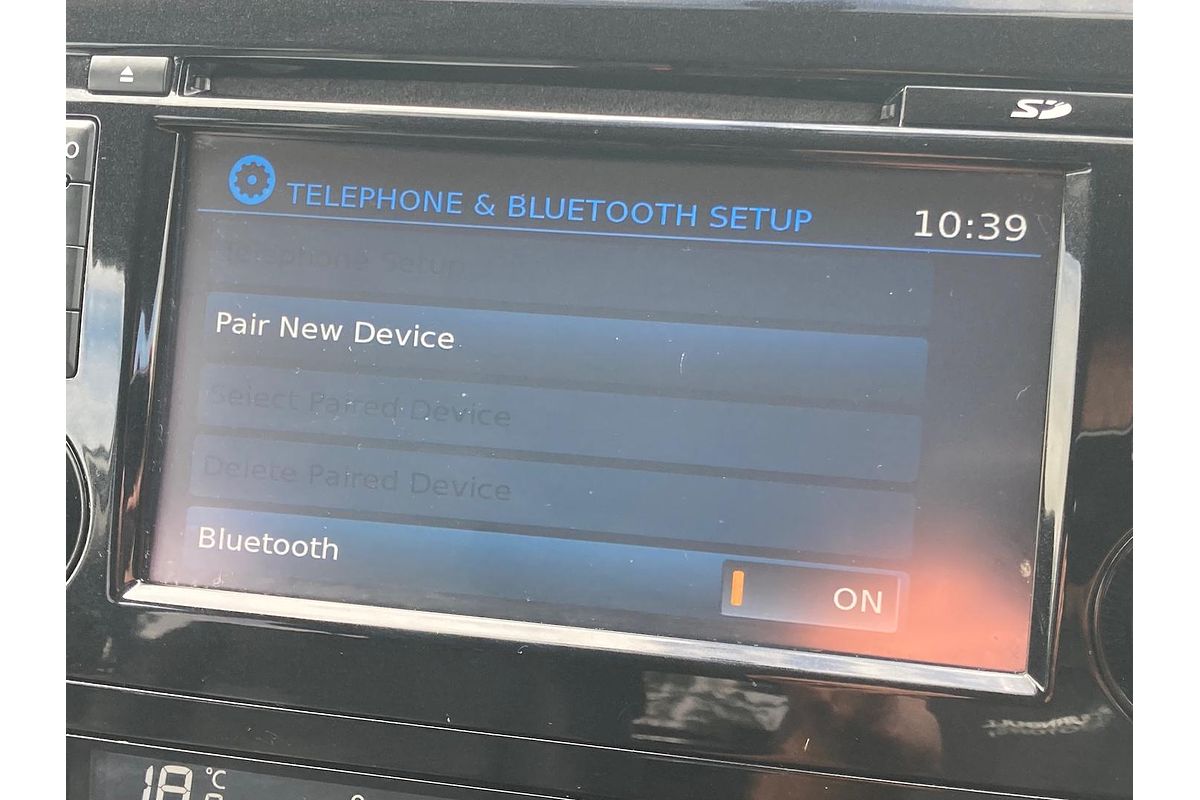 SD
TELEPHONE & BLUETOOTH SETUP
10:39
Telephone Setup
Pair New Device
Select Paired Device
Delete Paired Device
Bluetooth
ON
18 °C